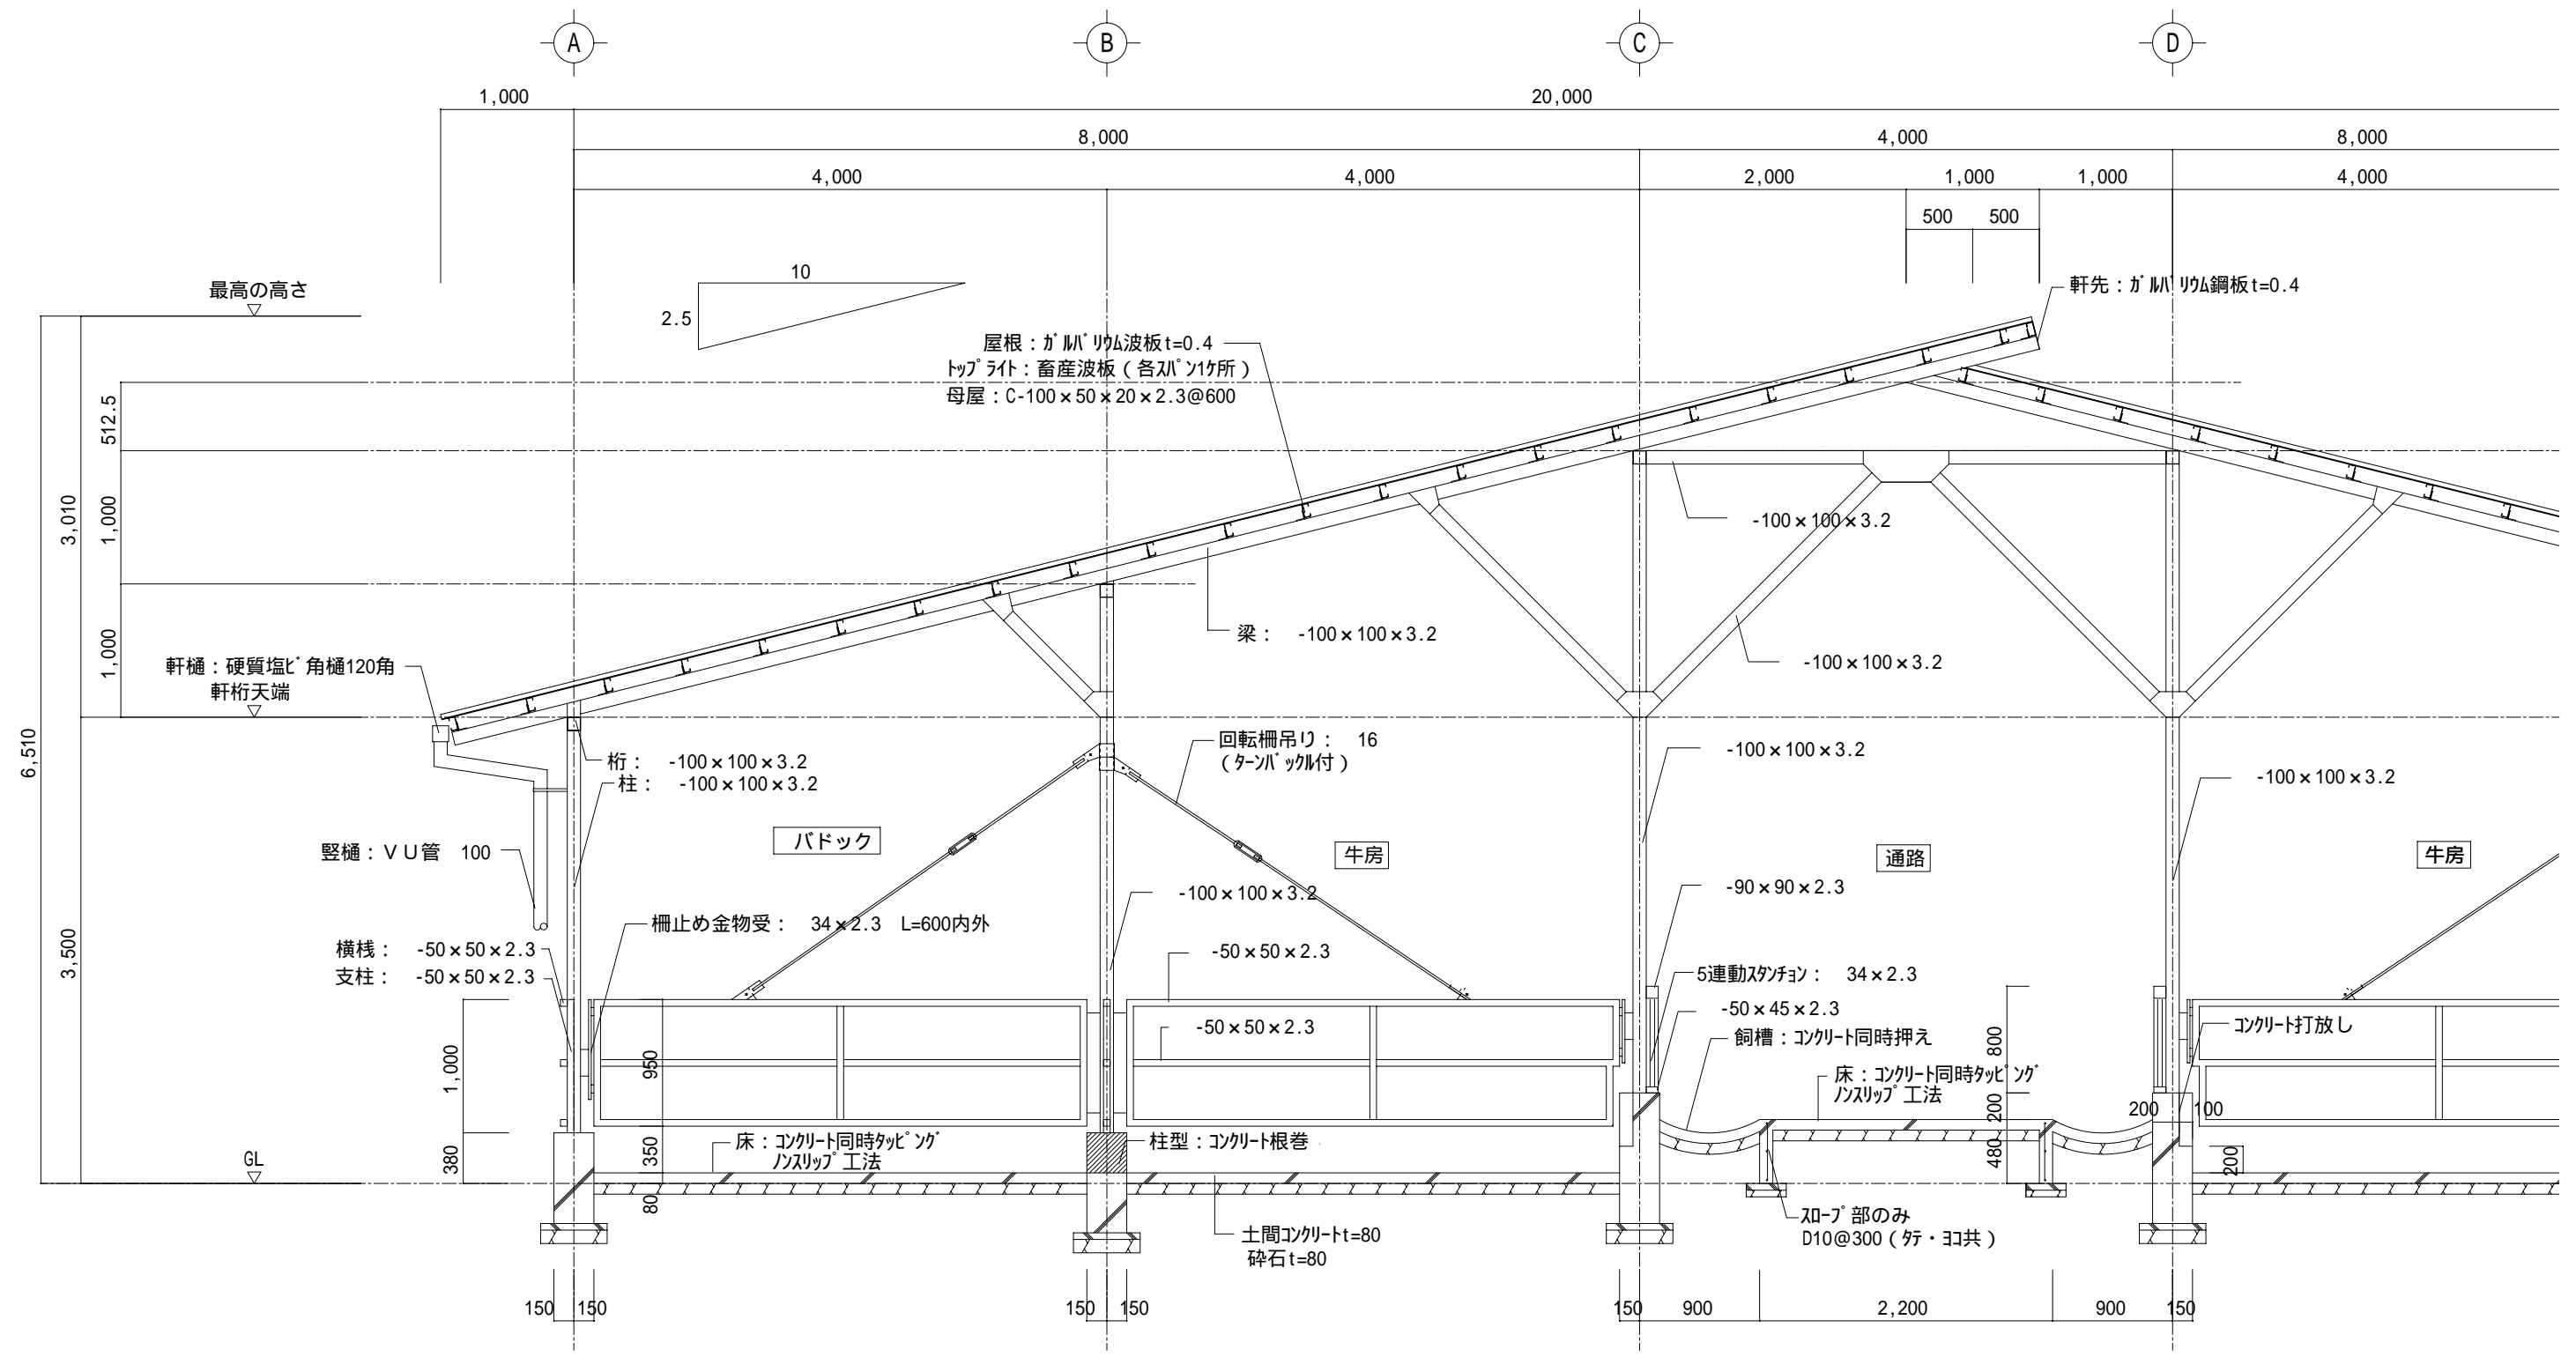 A
B
C
D
1,000
20,000
8,000
4,000
8,000
4,000
4,000
2,000
1,000
1,000
4,000
500
500
10
2.5
最高の高さ
軒先：ガルバリウム鋼板t=0.4
屋根：ガルバリウム波板t=0.4
トップライト：畜産波板（各スパン1ケ所）
母屋：C-100×50×20×2.3@600
512.5
1,000
3,010
1,000
6,510
3,500
-100×100×3.2
梁： -100×100×3.2
-100×100×3.2
軒樋：硬質塩ビ角樋120角
軒桁天端
回転柵吊り： 16
（ターンバックル付）
桁： -100×100×3.2
柱： -100×100×3.2
-100×100×3.2
-100×100×3.2
バドック
牛房
通路
牛房
竪樋：ＶＵ管 100
-100×100×3.2
-90×90×2.3
柵止め金物受： 34×2.3 L=600内外
横桟： -50×50×2.3
支柱： -50×50×2.3
-50×50×2.3
5連動スタンチョン： 34×2.3
-50×45×2.3
-50×50×2.3
飼槽：コンクリート同時押え
コンクリート打放し
1,000
950
800
床：コンクリート同時タッピング
ノンスリップ工法
200
200
100
380
350
480
200
80
床：コンクリート同時タッピング
ノンスリップ工法
柱型：コンクリート根巻
GL
土間コンクリートt=80
砕石t=80
スロープ部のみ
D10@300（タテ・ヨコ共）
150
150
150
150
150
900
2,200
900
150